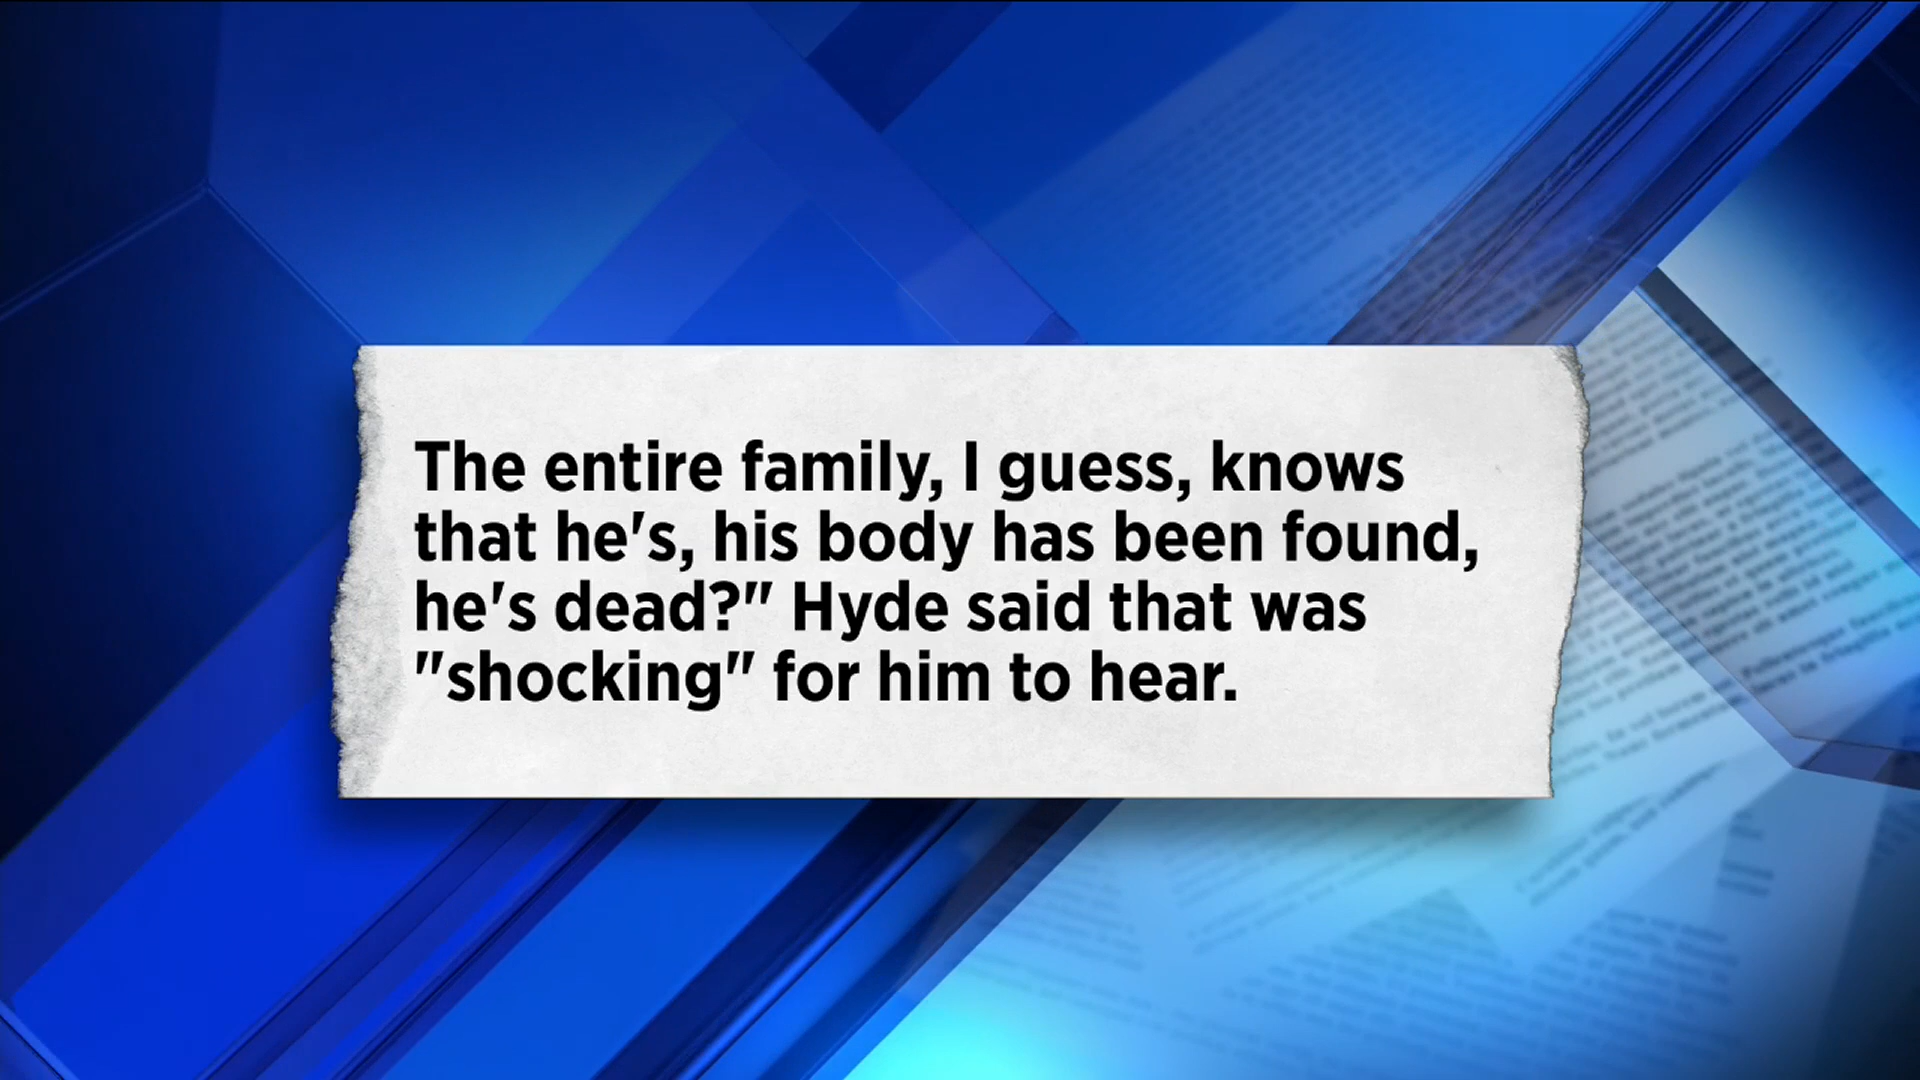 The entire family, I guess, knows
that he's, his body has been found,
he's dead?" Hyde said that was
"shocking" for him to hear.